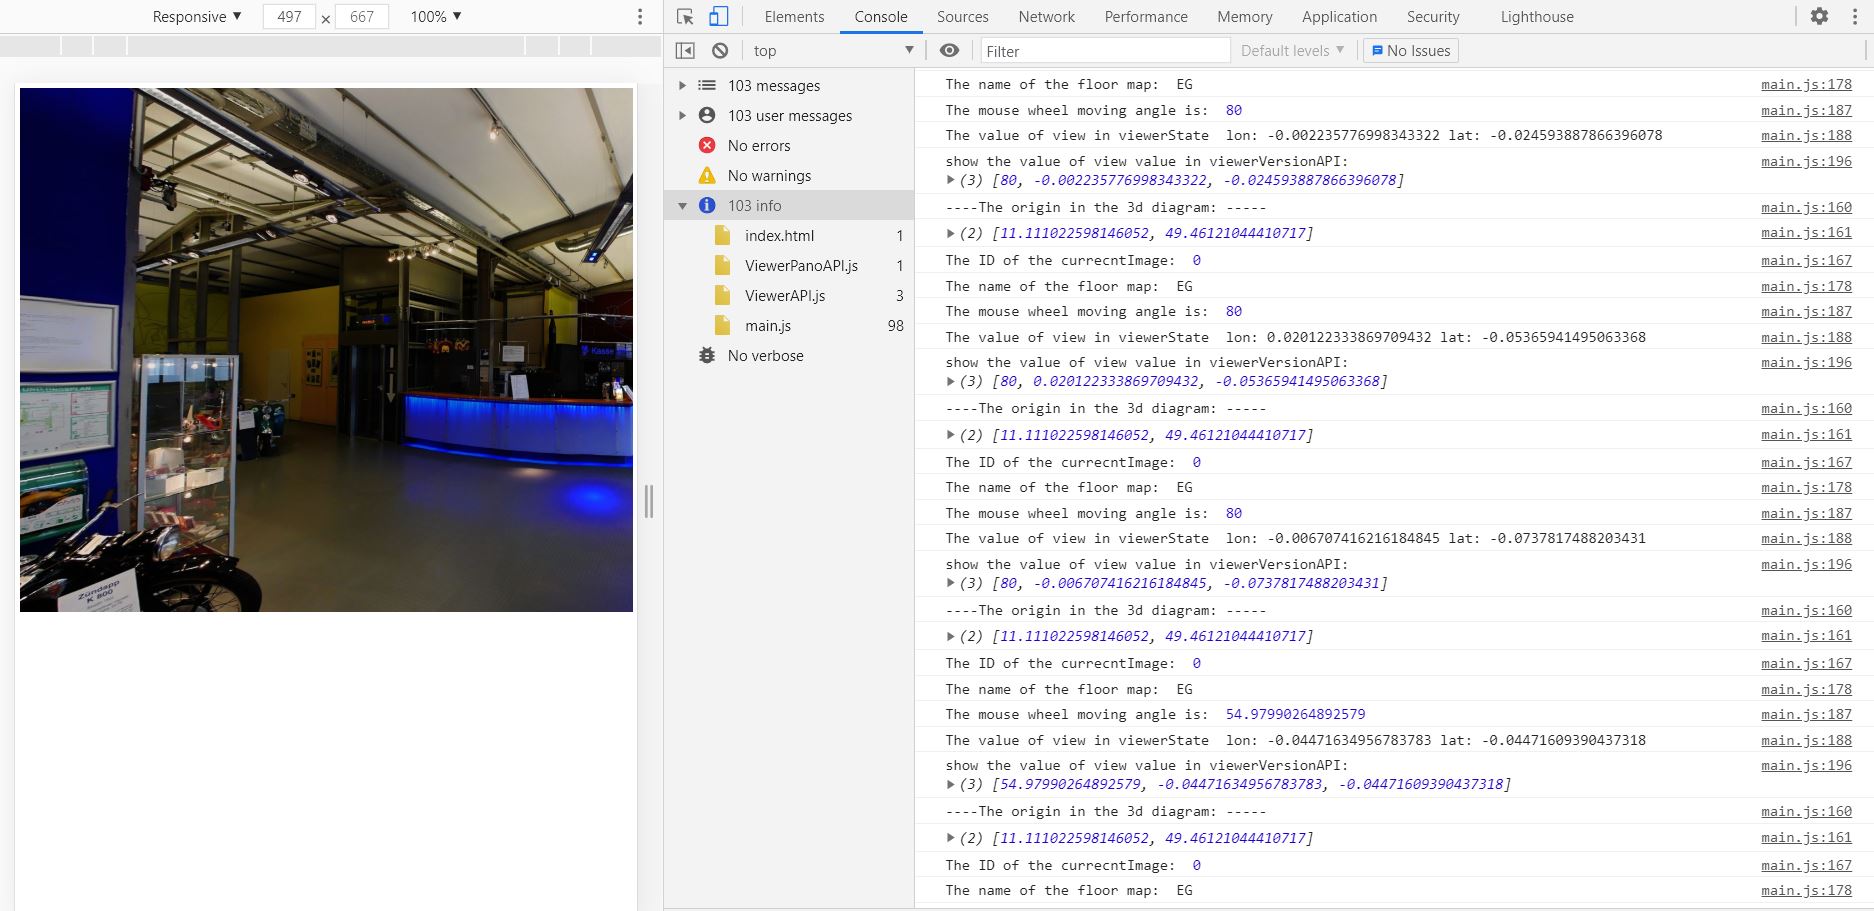 Responsive ▼ 497 × 667 100% ▼
Elements Console Sources Network Performance Memory Application Security Lighthouse
top ▼ Filter Default levels ▼ No Issues
103 messages
103 user messages
No errors
No warnings
103 info
index.html 1
ViewerPanoAPI.js 1
ViewerAPI.js 3
main.js 98
No verbose
The name of the floor map: EG main.js:178
The mouse wheel moving angle is: 80 main.js:187
The value of view in viewerState lon: -0.002235776998343322 lat: -0.024593887866396078 main.js:188
show the value of view value in viewerVersionAPI: main.js:196
(3) [80, -0.002235776998343322, -0.024593887866396078]
----The origin in the 3d diagram: ----- main.js:160
(2) [11.111022598146052, 49.46121044410717] main.js:161
The ID of the currecntImage: 0 main.js:167
The name of the floor map: EG main.js:178
The mouse wheel moving angle is: 80 main.js:187
The value of view in viewerState lon: 0.020122333869709432 lat: -0.05365941495063368 main.js:188
show the value of view value in viewerVersionAPI: main.js:196
(3) [80, 0.020122333869709432, -0.05365941495063368]
----The origin in the 3d diagram: ----- main.js:160
(2) [11.111022598146052, 49.46121044410717] main.js:161
The ID of the currecntImage: 0 main.js:167
The name of the floor map: EG main.js:178
The mouse wheel moving angle is: 80 main.js:187
The value of view in viewerState lon: -0.006707416216184845 lat: -0.0737817488203431 main.js:188
show the value of view value in viewerVersionAPI: main.js:196
(3) [80, -0.006707416216184845, -0.0737817488203431]
----The origin in the 3d diagram: ----- main.js:160
(2) [11.111022598146052, 49.46121044410717] main.js:161
The ID of the currecntImage: 0 main.js:167
The name of the floor map: EG main.js:178
The mouse wheel moving angle is: 54.97990264892579 main.js:187
The value of view in viewerState lon: -0.04471634956783783 lat: -0.04471609390437318 main.js:188
show the value of view value in viewerVersionAPI: main.js:196
(3) [54.97990264892579, -0.04471634956783783, -0.04471609390437318]
----The origin in the 3d diagram: ----- main.js:160
(2) [11.111022598146052, 49.46121044410717] main.js:161
The ID of the currecntImage: 0 main.js:167
The name of the floor map: EG main.js:178
Kasse
Zündapp
K 800